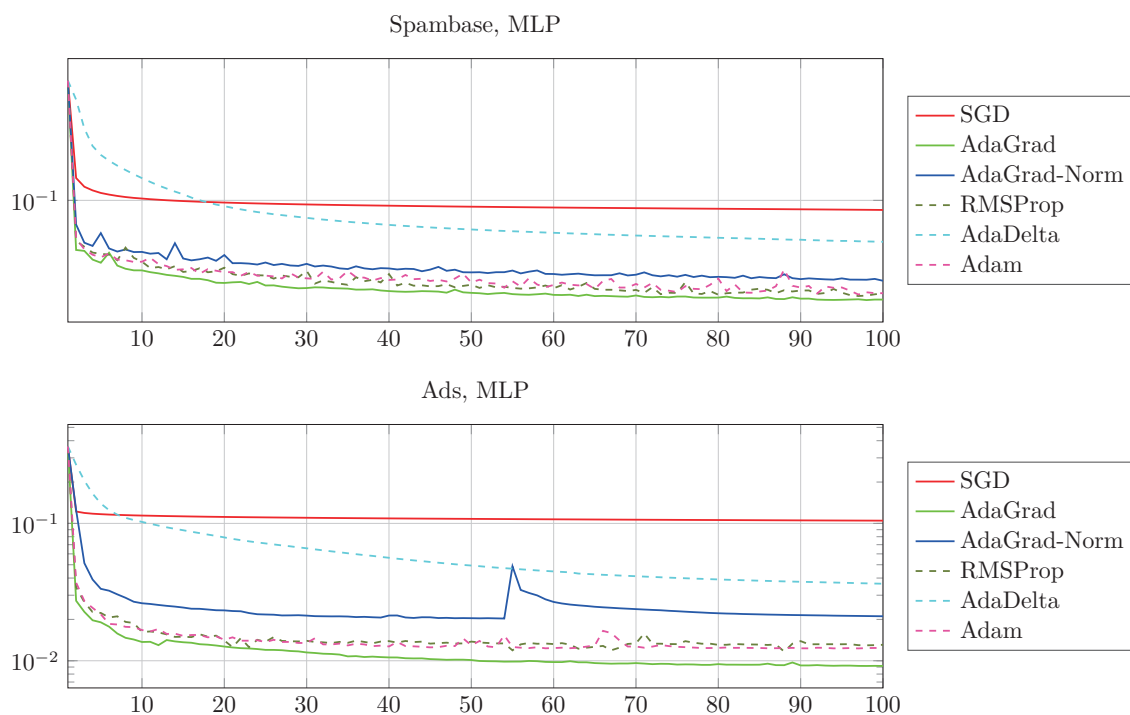 Spambase, MLP
10⁻¹
10 20 30 40 50 60 70 80 90 100
SGD
AdaGrad
AdaGrad-Norm
RMSProp
AdaDelta
Adam
Ads, MLP
10⁻¹
10⁻²
10 20 30 40 50 60 70 80 90 100
SGD
AdaGrad
AdaGrad-Norm
RMSProp
AdaDelta
Adam